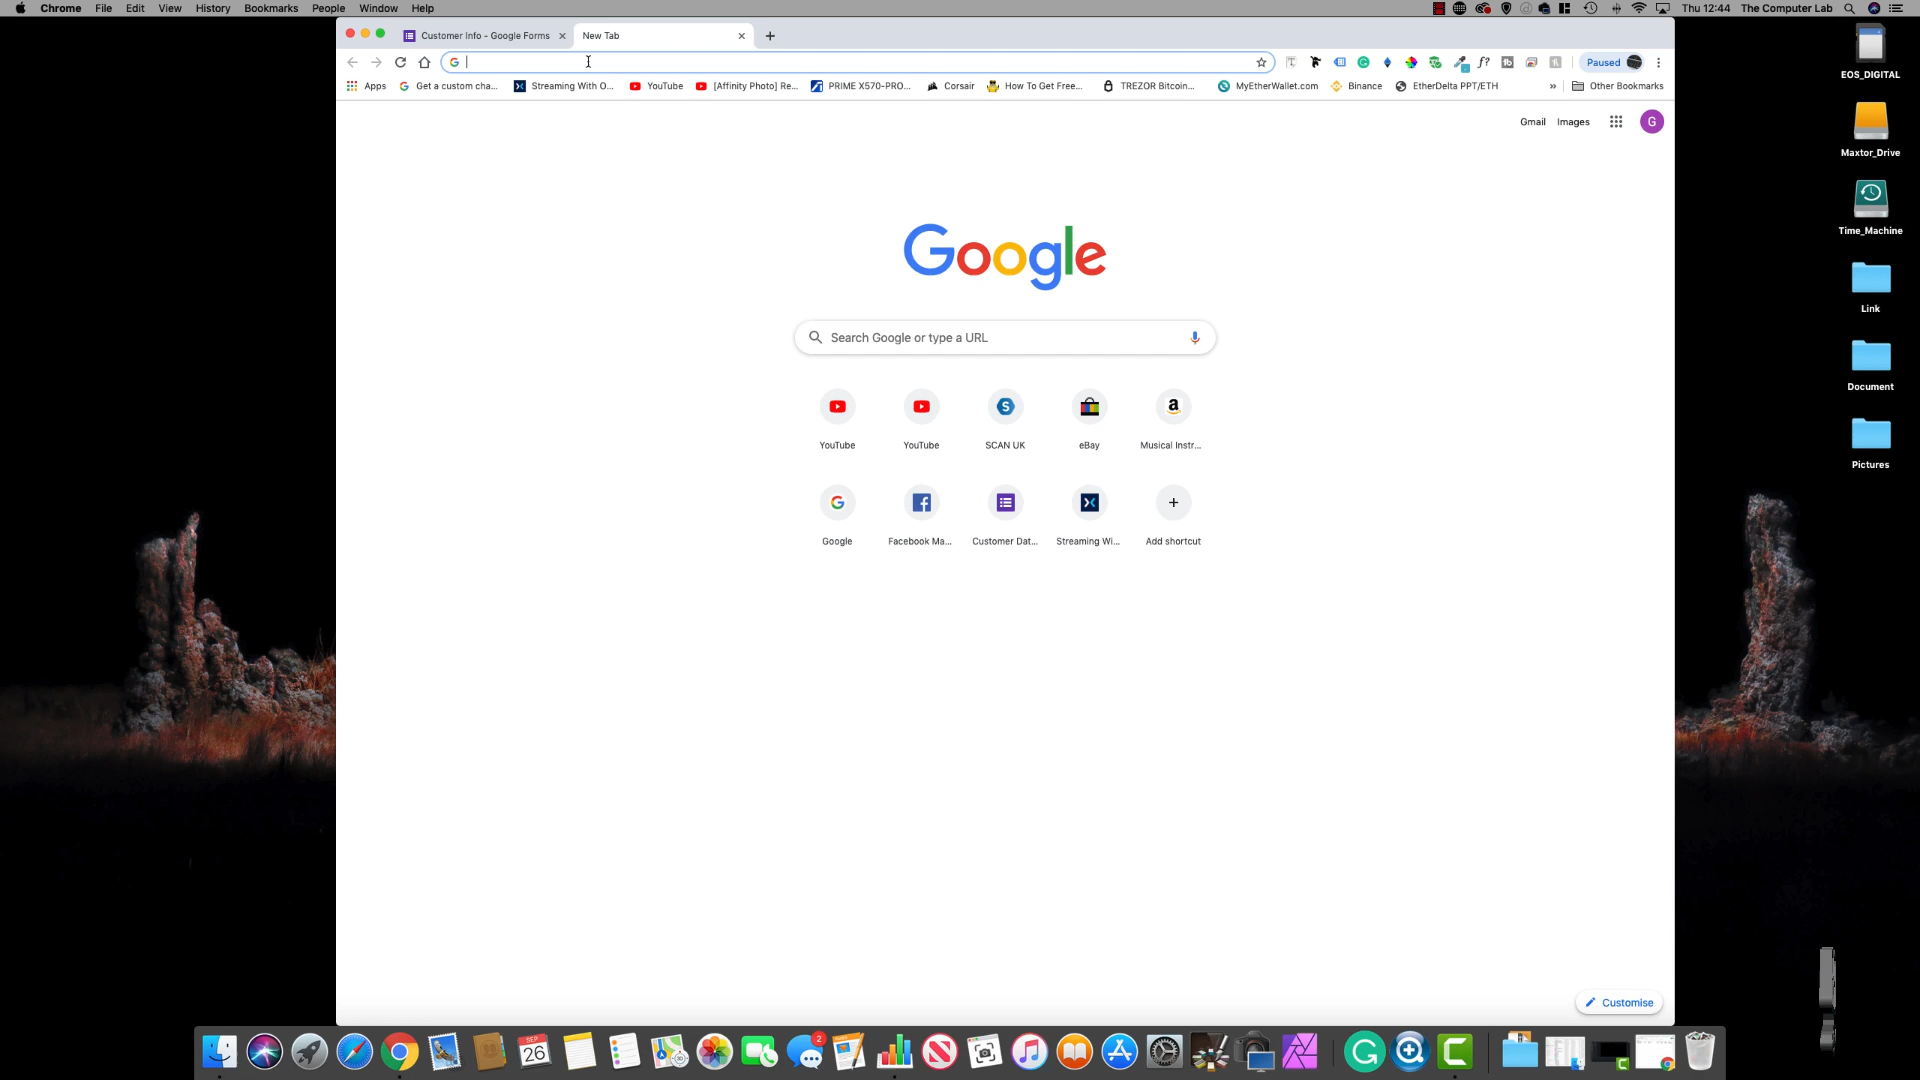 Chrome File Edit View History Bookmarks People Window Help
Thu 12:44 The Computer Lab
Customer Info - Google Forms
New Tab
Paused
Apps
Get a custom cha...
Streaming With O...
YouTube
[Affinity Photo] Re...
PRIME X570-PRO...
Corsair
How To Get Free...
TREZOR Bitcoin...
MyEtherWallet.com
Binance
EtherDelta PPT/ETH
»
Other Bookmarks
Gmail Images
G
Google
Search Google or type a URL
YouTube
YouTube
SCAN UK
eBay
Musical Instr...
Google
Facebook Ma...
Customer Dat...
Streaming Wi...
Add shortcut
Customise
EOS_DIGITAL
Maxtor_Drive
Time_Machine
Link
Document
Pictures
SEP
26
2